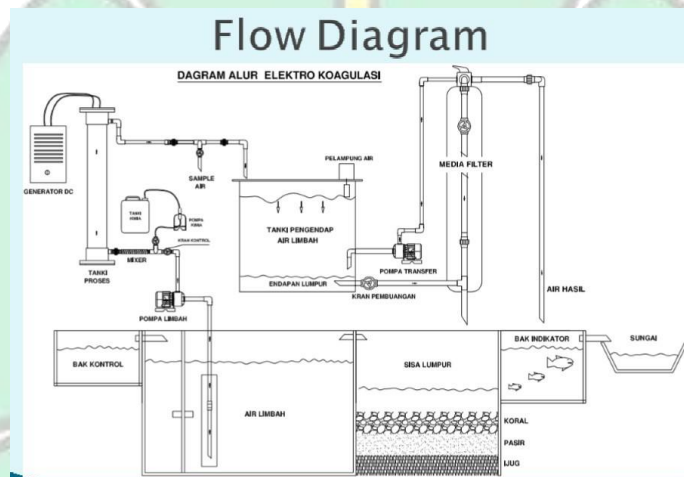 Flow Diagram
DAGRAM ALUR ELEKTRO KOAGULASI
GENERATOR DC
SAMPLE
AIR
PELAMPUNG AIR
MEDIA FILTER
TANKI
KIMIA
POMPA
KIMIA
KRAN KONTROL
MIXER
TANKI
PROSES
TANKI PENGENDAP
AIR LIMBAH
POMPA TRANSFER
ENDAPAN LUMPUR
KRAN PEMBUANGAN
AIR HASIL
POMPA LIMBAH
BAK KONTROL
AIR LIMBAH
SISA LUMPUR
BAK INDIKATOR
SUNGAI
KORAL
PASIR
IJUG